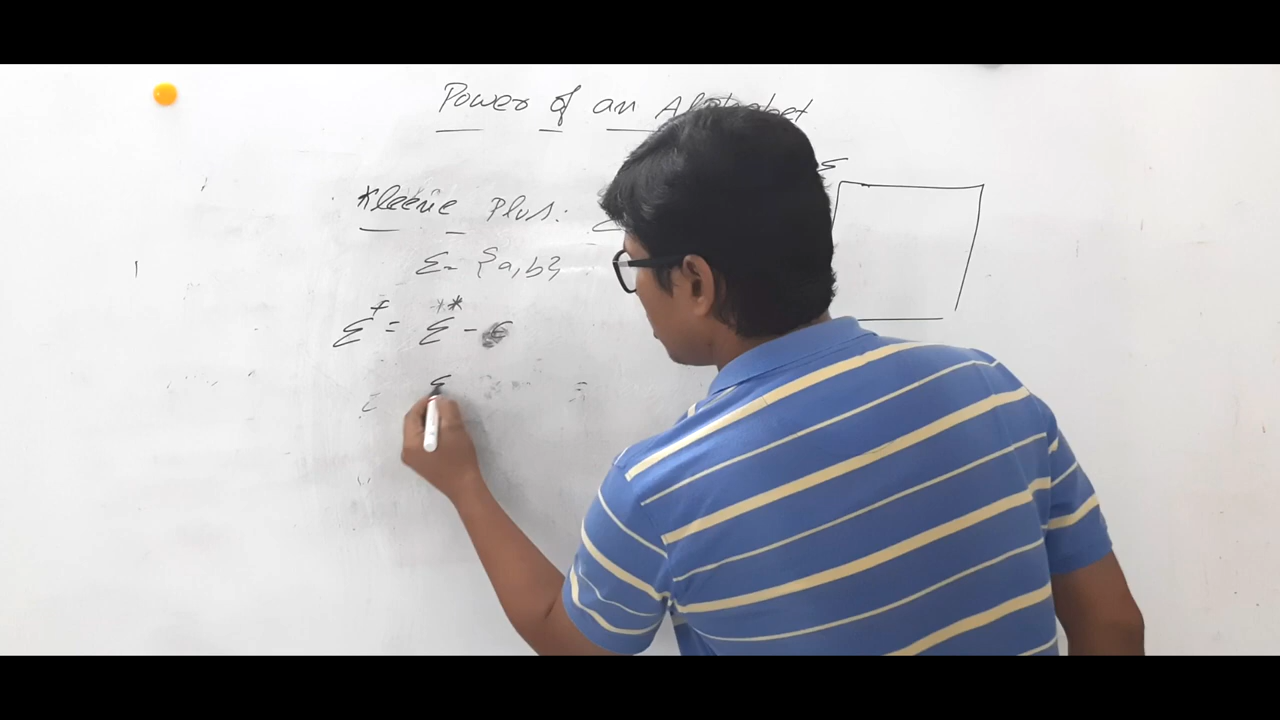 Power of an Alphabet
Kleene Plus:
Σ = {a, b}
Σ⁺ = Σ** - ϵ
Σ
Σ